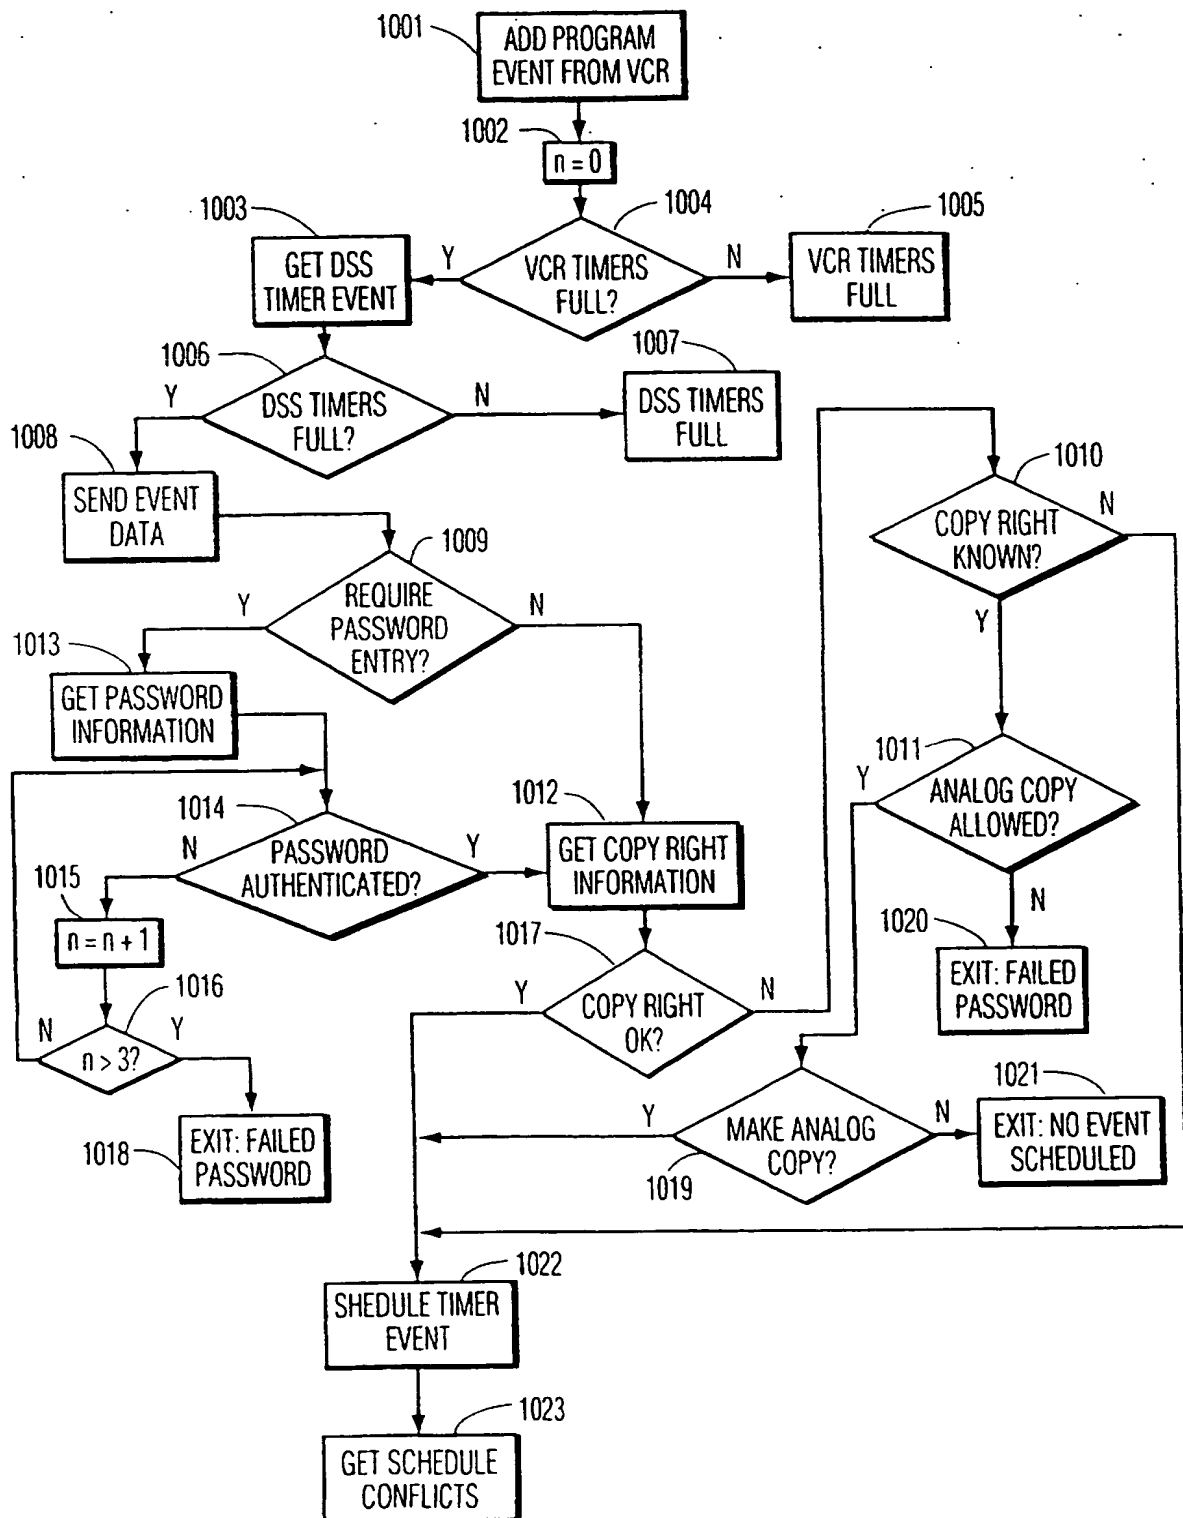 1001
ADD PROGRAM
EVENT FROM VCR
1002
n = 0
1003
GET DSS
TIMER EVENT
1004
Y
VCR TIMERS
FULL?
N
1005
VCR TIMERS
FULL
1006
Y
DSS TIMERS
FULL?
N
1007
DSS TIMERS
FULL
1008
SEND EVENT
DATA
1009
Y
REQUIRE
PASSWORD
ENTRY?
N
1010
COPY RIGHT
KNOWN?
N
Y
1013
GET PASSWORD
INFORMATION
1011
Y
ANALOG COPY
ALLOWED?
N
1014
N
PASSWORD
AUTHENTICATED?
Y
1012
GET COPY RIGHT
INFORMATION
1015
n = n + 1
1016
N
n > 3?
Y
1017
Y
COPY RIGHT
OK?
N
1020
EXIT: FAILED
PASSWORD
1018
EXIT: FAILED
PASSWORD
Y
MAKE ANALOG
COPY?
N
1019
1021
EXIT: NO EVENT
SCHEDULED
1022
SHEDULE TIMER
EVENT
1023
GET SCHEDULE
CONFLICTS